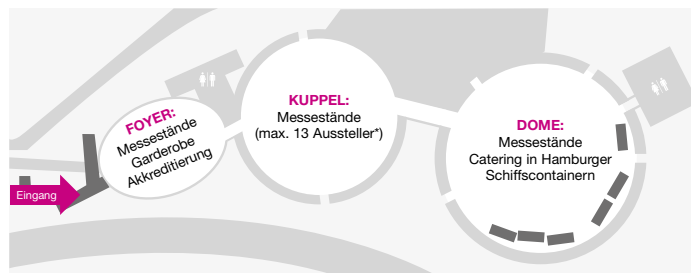 Eingang
FOYER:
Messestände
Garderobe
Akkreditierung
KUPPEL:
Messestände
(max. 13 Aussteller*)
DOME:
Messestände
Catering in Hamburger
Schiffscontainern